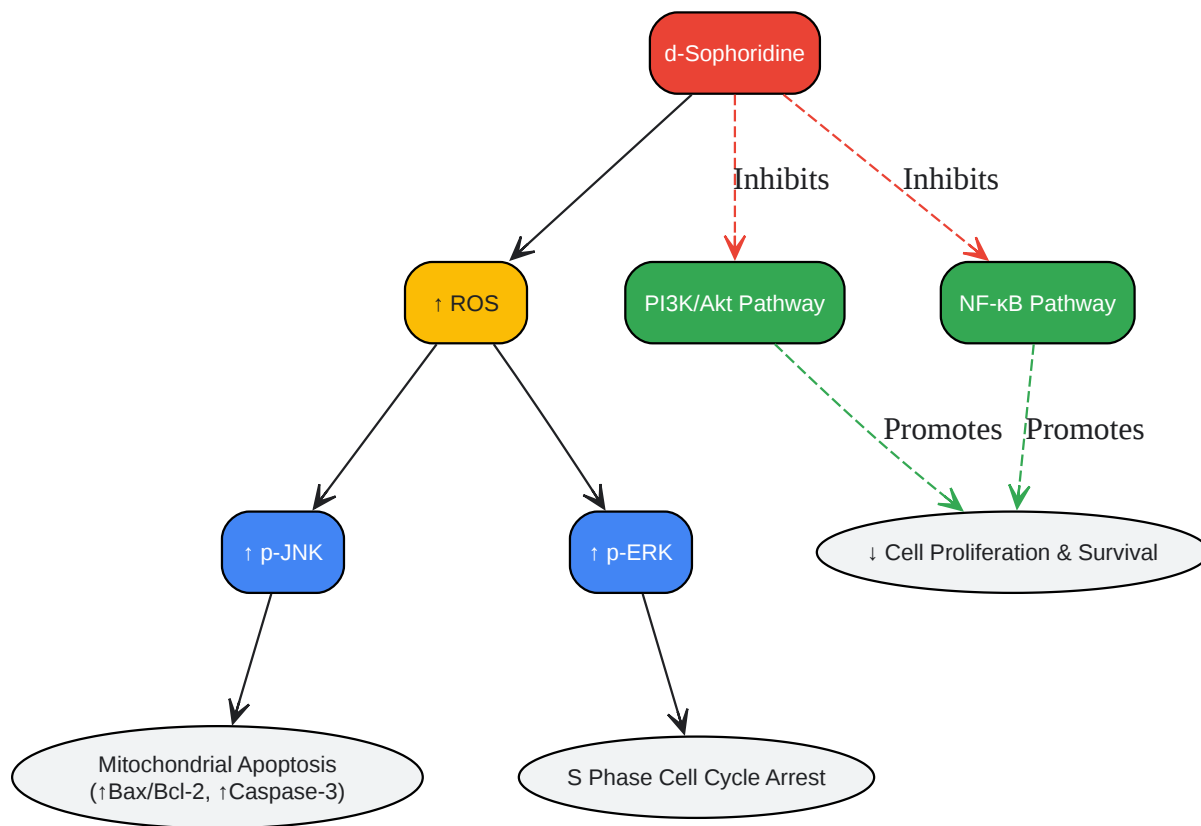 d-Sophoridine
Inhibits
Inhibits
↑ ROS
PI3K/Akt Pathway
NF-κB Pathway
Promotes
Promotes
↑ p-JNK
↑ p-ERK
↓ Cell Proliferation & Survival
Mitochondrial Apoptosis
(↑Bax/Bcl-2, ↑Caspase-3)
S Phase Cell Cycle Arrest